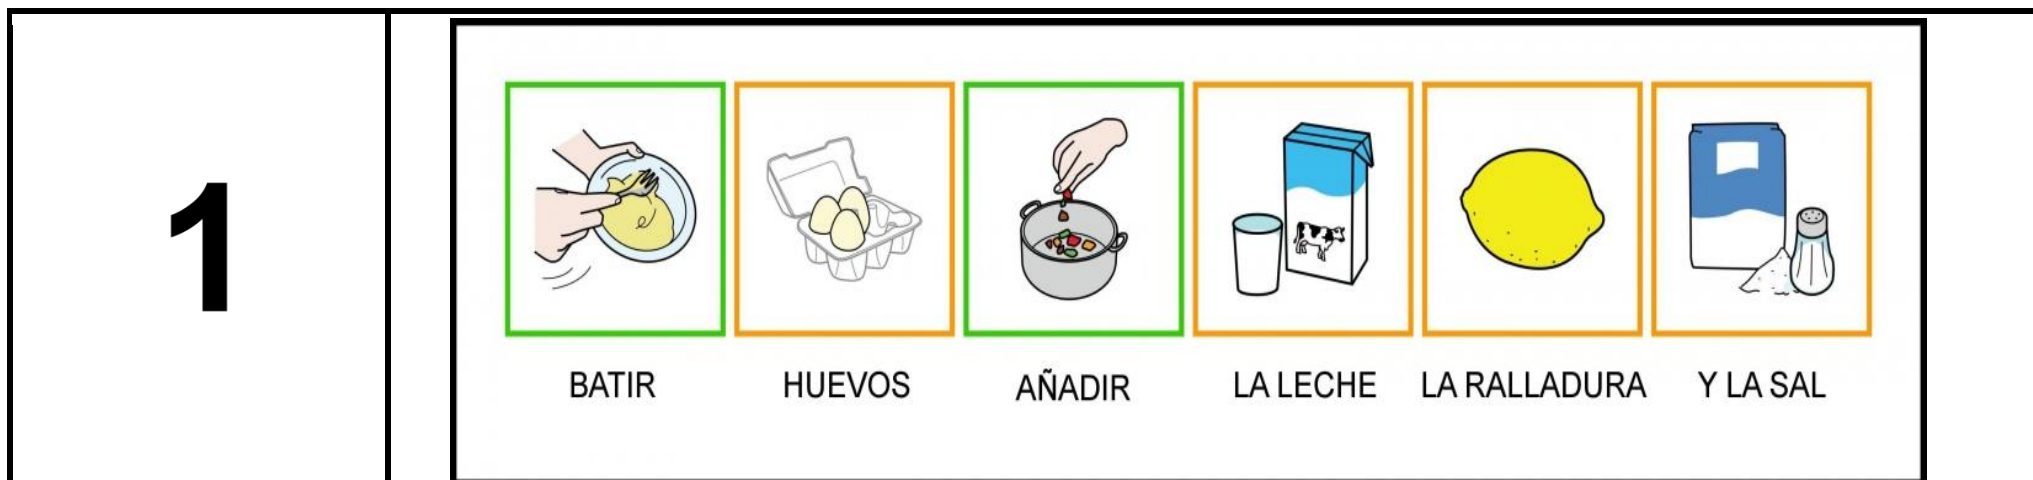 1
BATIR HUEVOS AÑADIR LA LECHE LA RALLADURA Y LA SAL